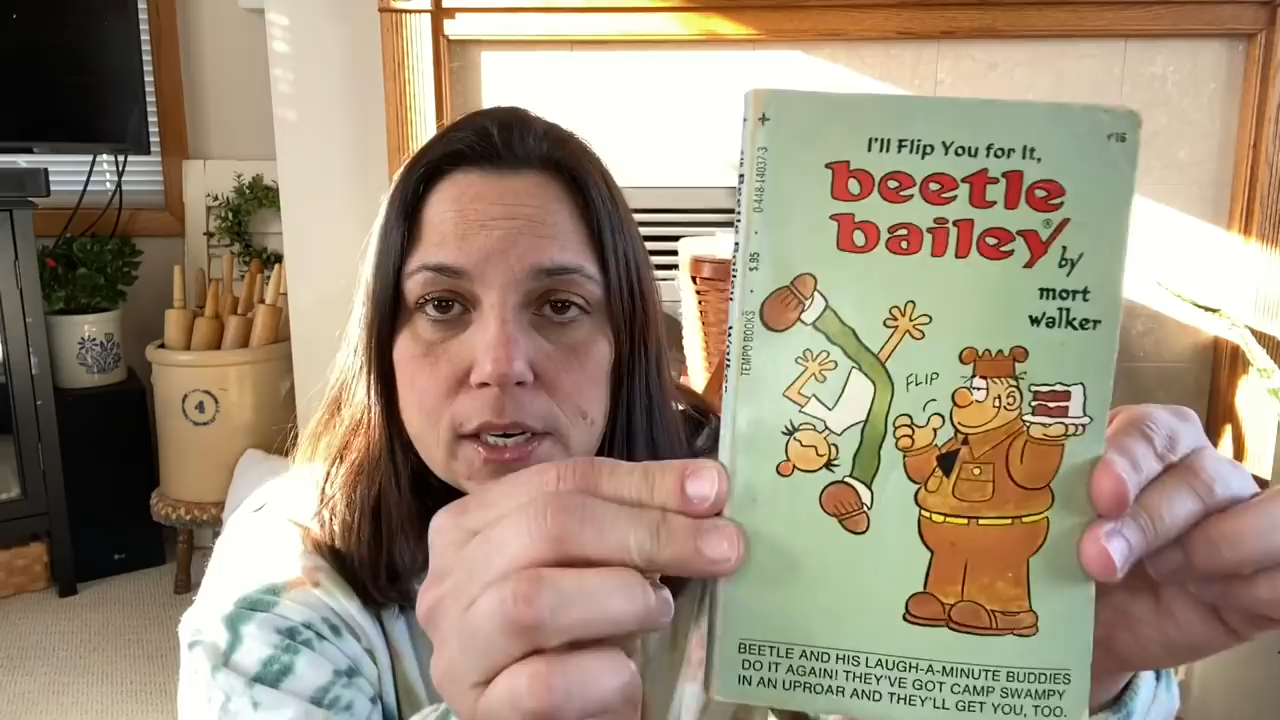 I'll Flip You for It,
beetle
bailey®
by
mort
walker
#16
FLIP
BEETLE AND HIS LAUGH-A-MINUTE BUDDIES
DO IT AGAIN! THEY'VE GOT CAMP SWAMPY
IN AN UPROAR AND THEY'LL GET YOU, TOO.
TEMPO BOOKS • $.95 • 0-448-14037-3
4